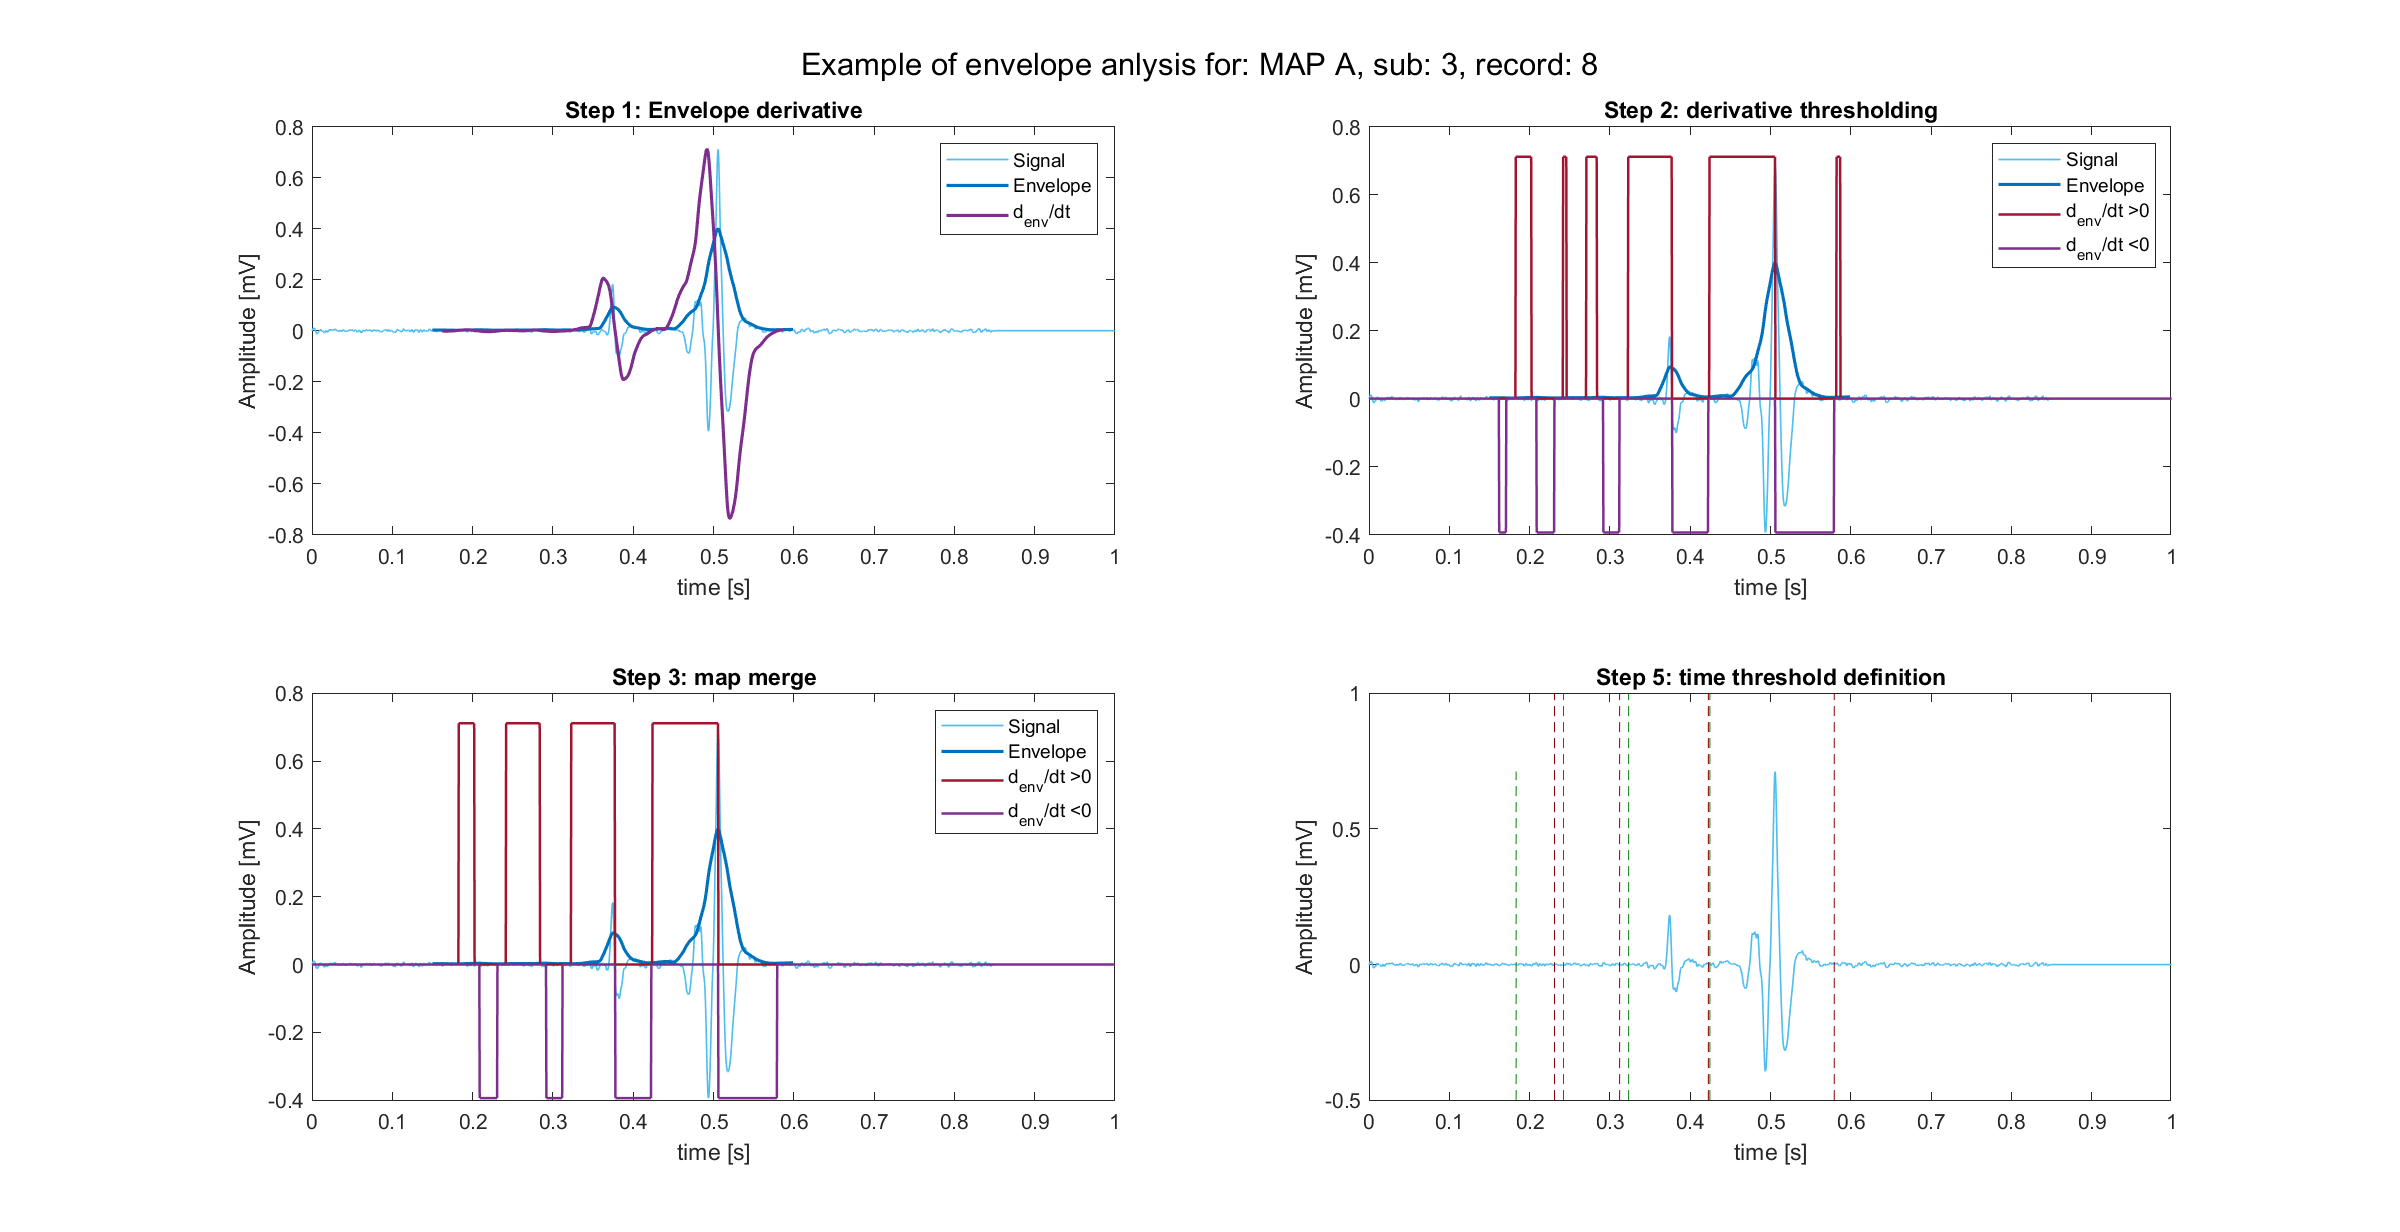 Example of envelope anlysis for: MAP A, sub: 3, record: 8
Step 1: Envelope derivative
Amplitude [mV]
0.8
0.6
0.4
0.2
0
-0.2
-0.4
-0.6
-0.8
Signal
Envelope
d_env/dt
0 0.1 0.2 0.3 0.4 0.5 0.6 0.7 0.8 0.9 1
time [s]
Step 2: derivative thresholding
Amplitude [mV]
0.8
0.6
0.4
0.2
0
-0.2
-0.4
Signal
Envelope
d_env/dt >0
d_env/dt <0
0 0.1 0.2 0.3 0.4 0.5 0.6 0.7 0.8 0.9 1
time [s]
Step 3: map merge
Amplitude [mV]
0.8
0.6
0.4
0.2
0
-0.2
-0.4
Signal
Envelope
d_env/dt >0
d_env/dt <0
0 0.1 0.2 0.3 0.4 0.5 0.6 0.7 0.8 0.9 1
time [s]
Step 5: time threshold definition
Amplitude [mV]
1
0.5
0
-0.5
0 0.1 0.2 0.3 0.4 0.5 0.6 0.7 0.8 0.9 1
time [s]